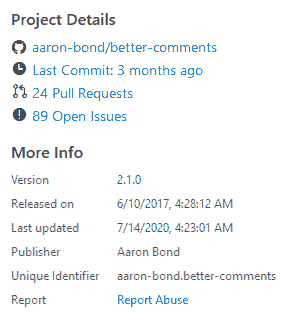 Project Details
aaron-bond/better-comments
Last Commit: 3 months ago
24 Pull Requests
89 Open Issues
More Info
Version 2.1.0
Released on 6/10/2017, 4:28:12 AM
Last updated 7/14/2020, 4:23:01 AM
Publisher Aaron Bond
Unique Identifier aaron-bond.better-comments
Report Report Abuse